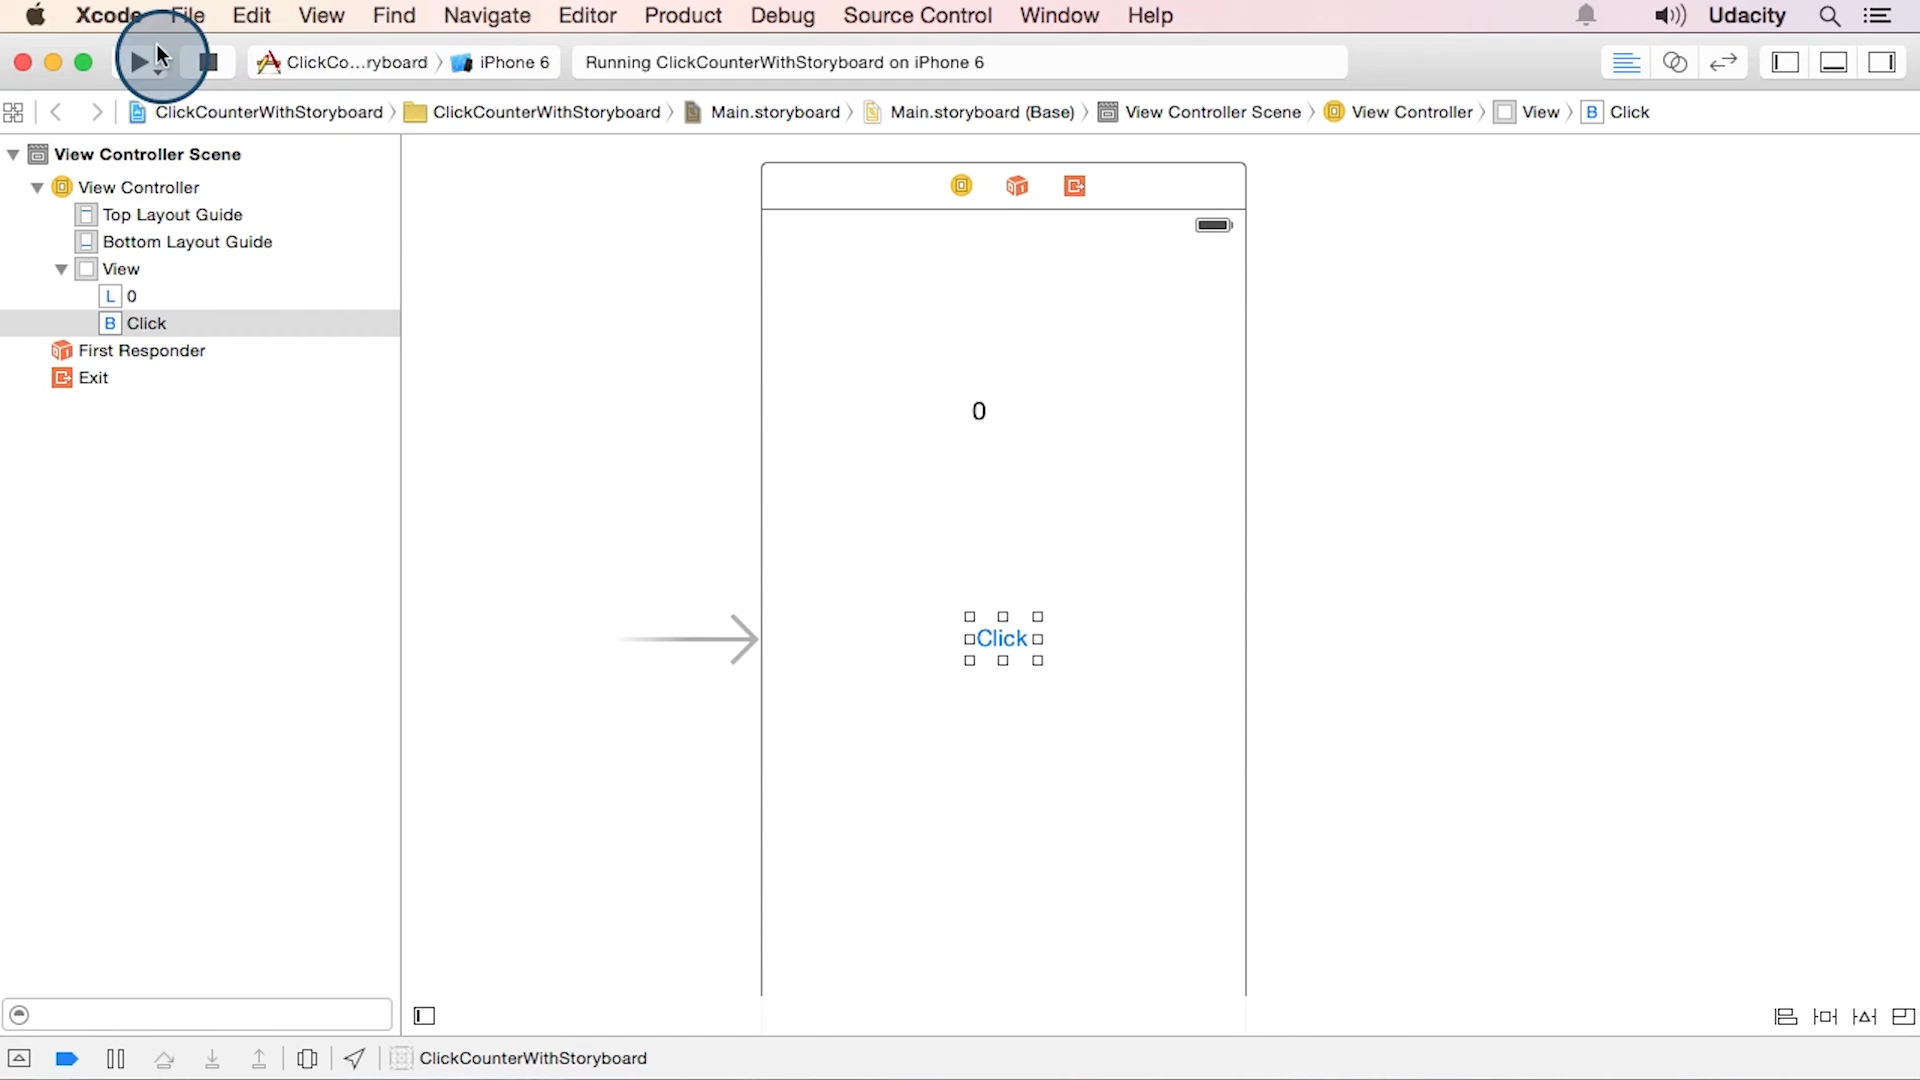 Xcode File Edit View Find Navigate Editor Product Debug Source Control Window Help Udacity
ClickCo...ryboard iPhone 6 Running ClickCounterWithStoryboard on iPhone 6
ClickCounterWithStoryboard ClickCounterWithStoryboard Main.storyboard Main.storyboard (Base) View Controller Scene View Controller View B Click
View Controller Scene
View Controller
Top Layout Guide
Bottom Layout Guide
View
L 0
B Click
First Responder
Exit
0
Click
ClickCounterWithStoryboard